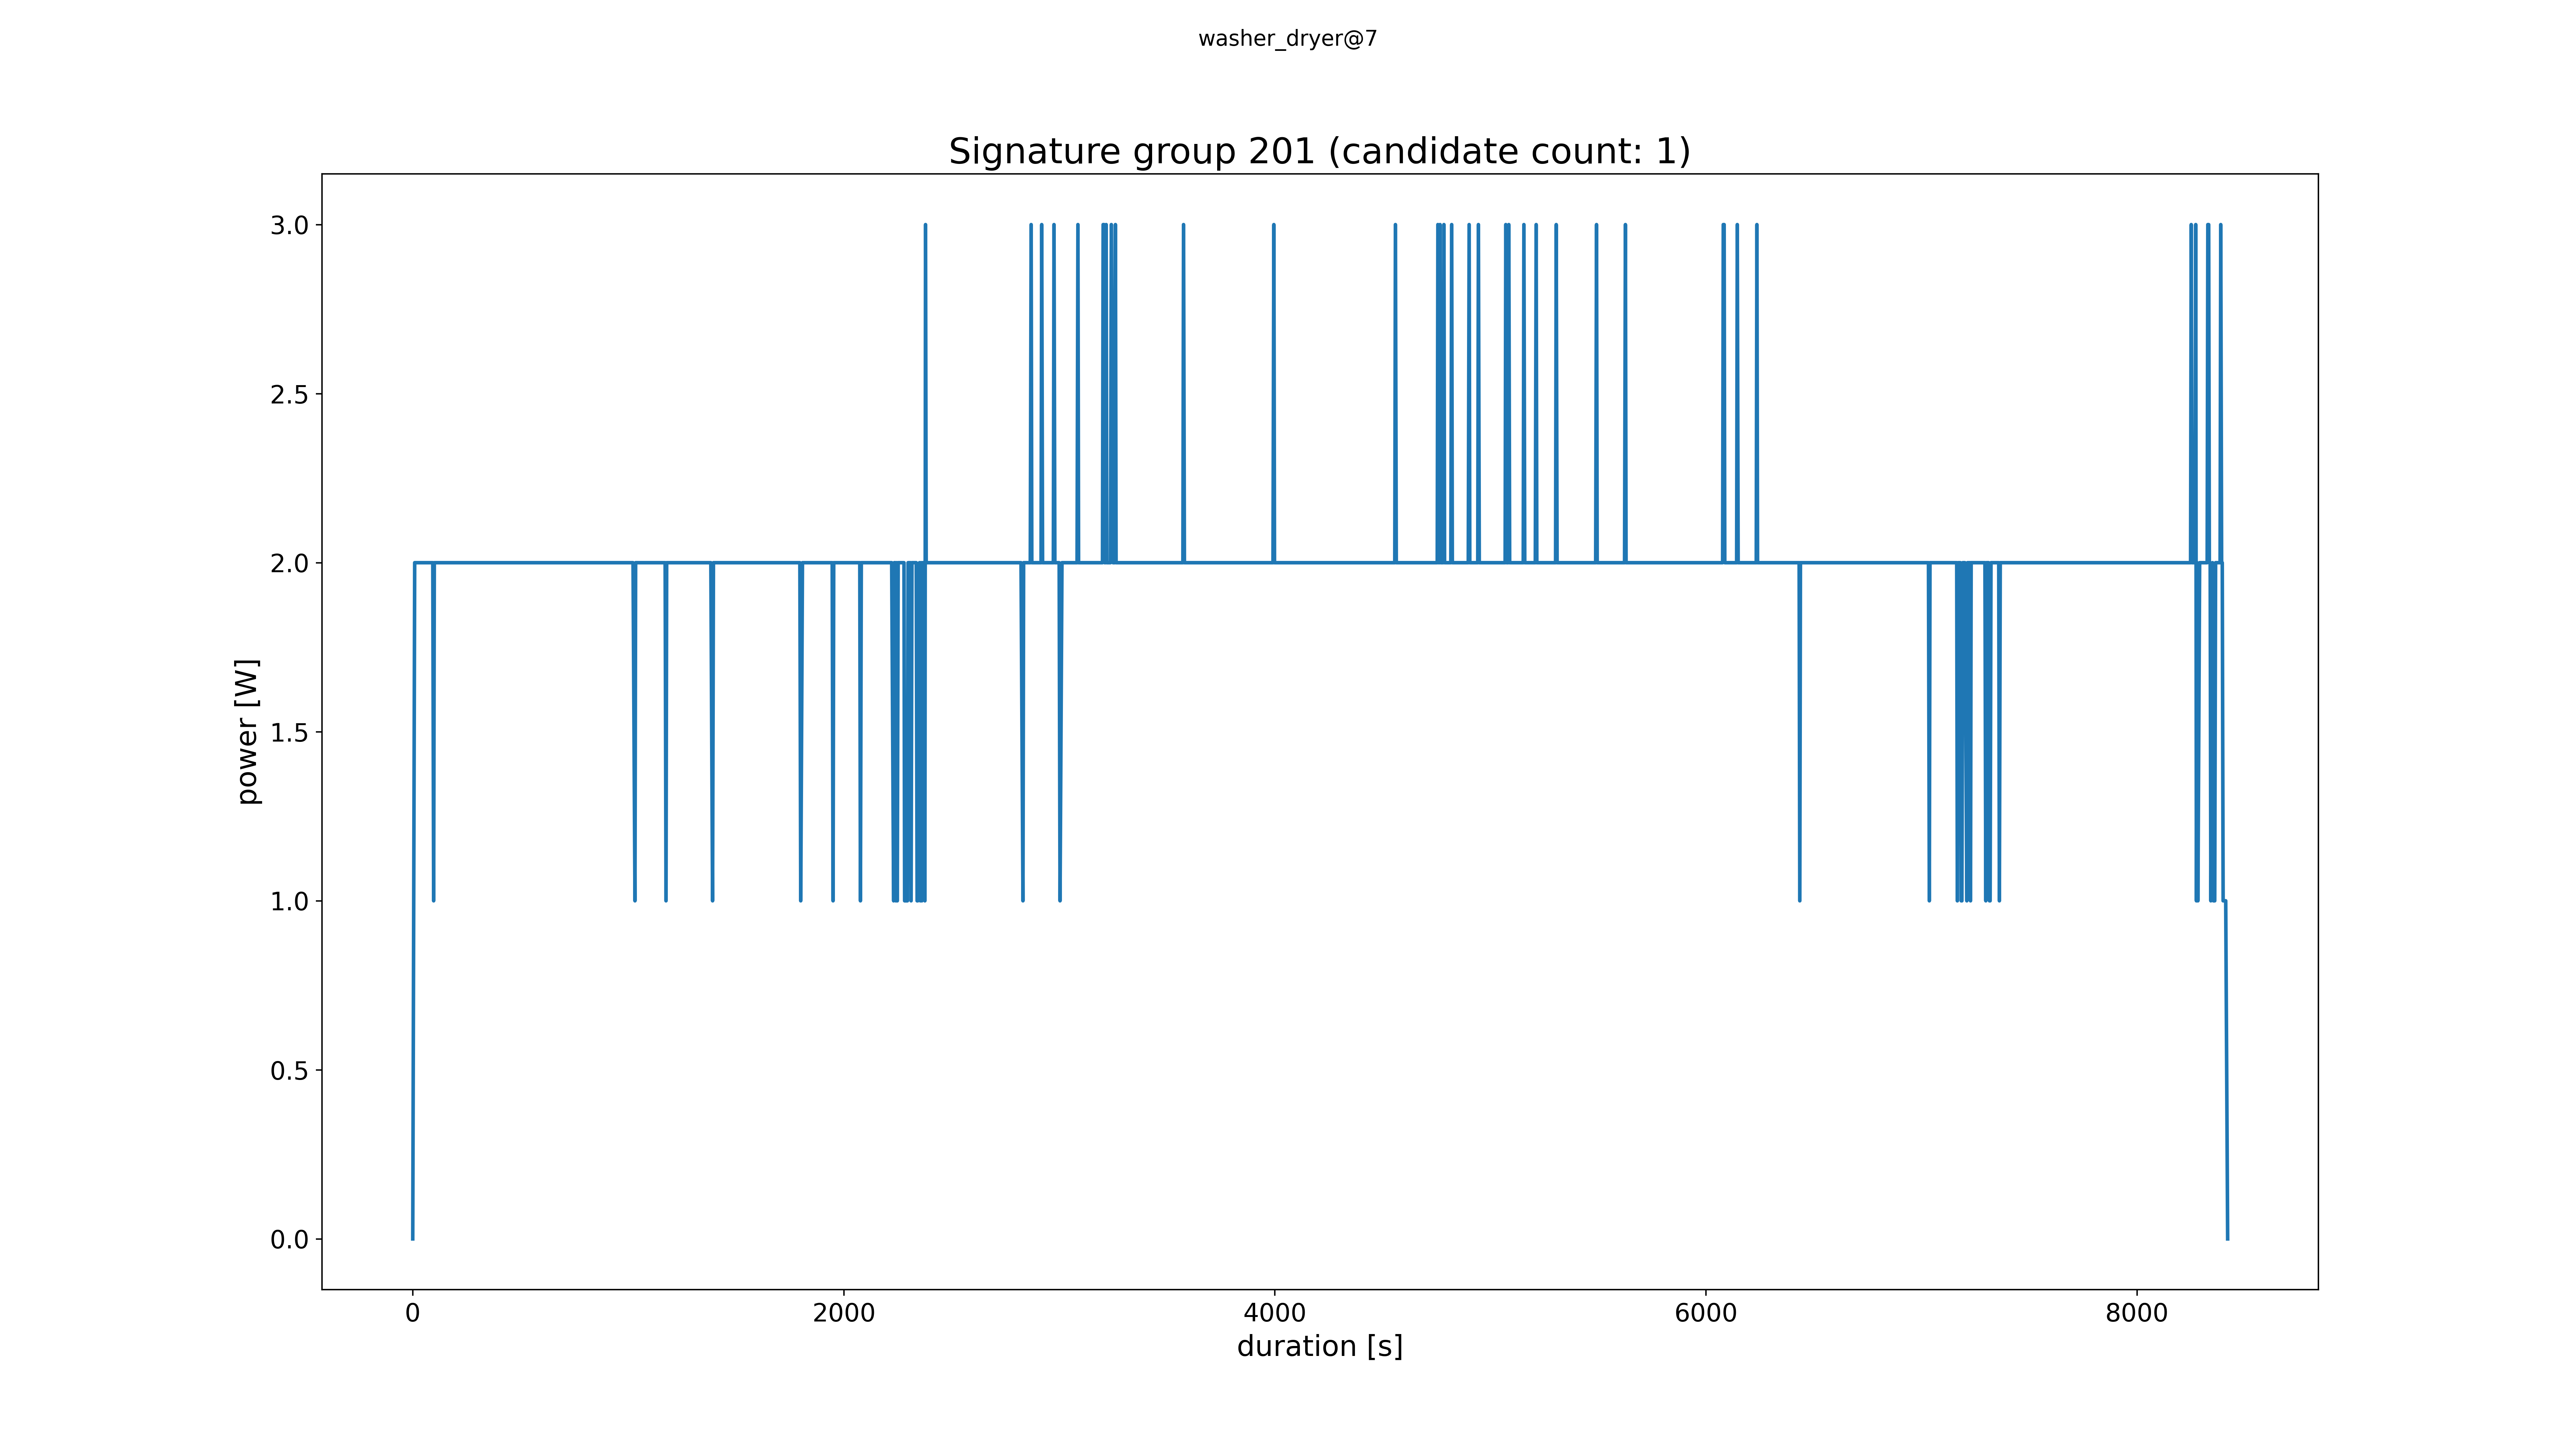 washer_dryer@7
Signature group 201 (candidate count: 1)
3.0
2.5
2.0
1.5
1.0
0.5
0.0
power [W]
0 2000 4000 6000 8000
duration [s]